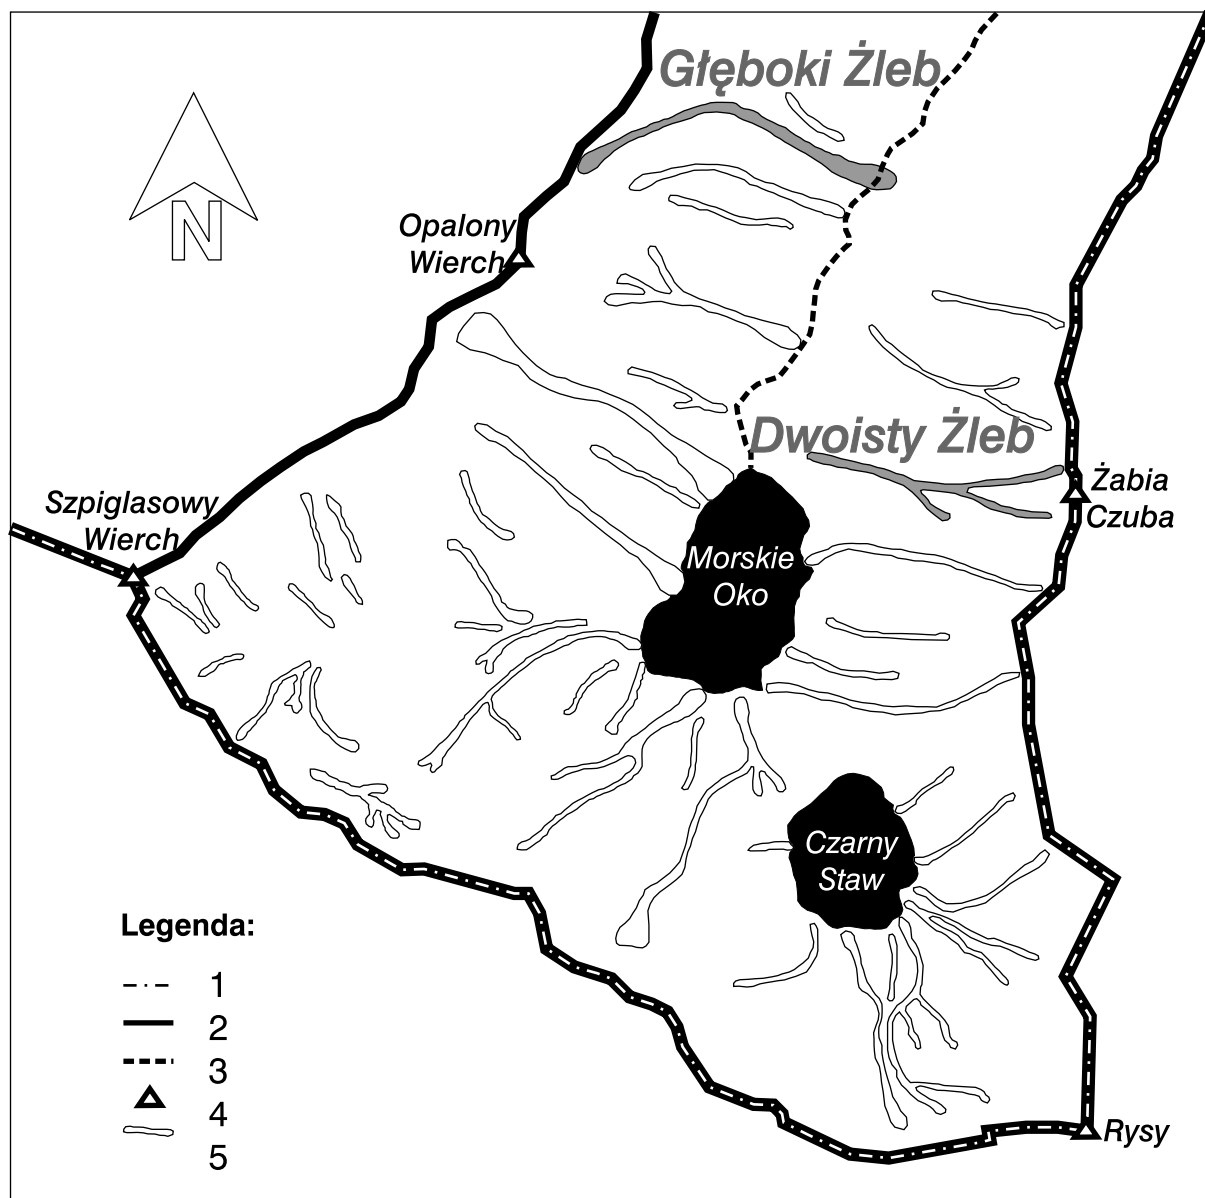 Głęboki Żleb
N
Opalony
Wierch
Dwoisty Żleb
Szpiglasowy
Wierch
Żabia
Czuba
Morskie
Oko
Czarny
Staw
Legenda:
1
2
3
4
5
Rysy